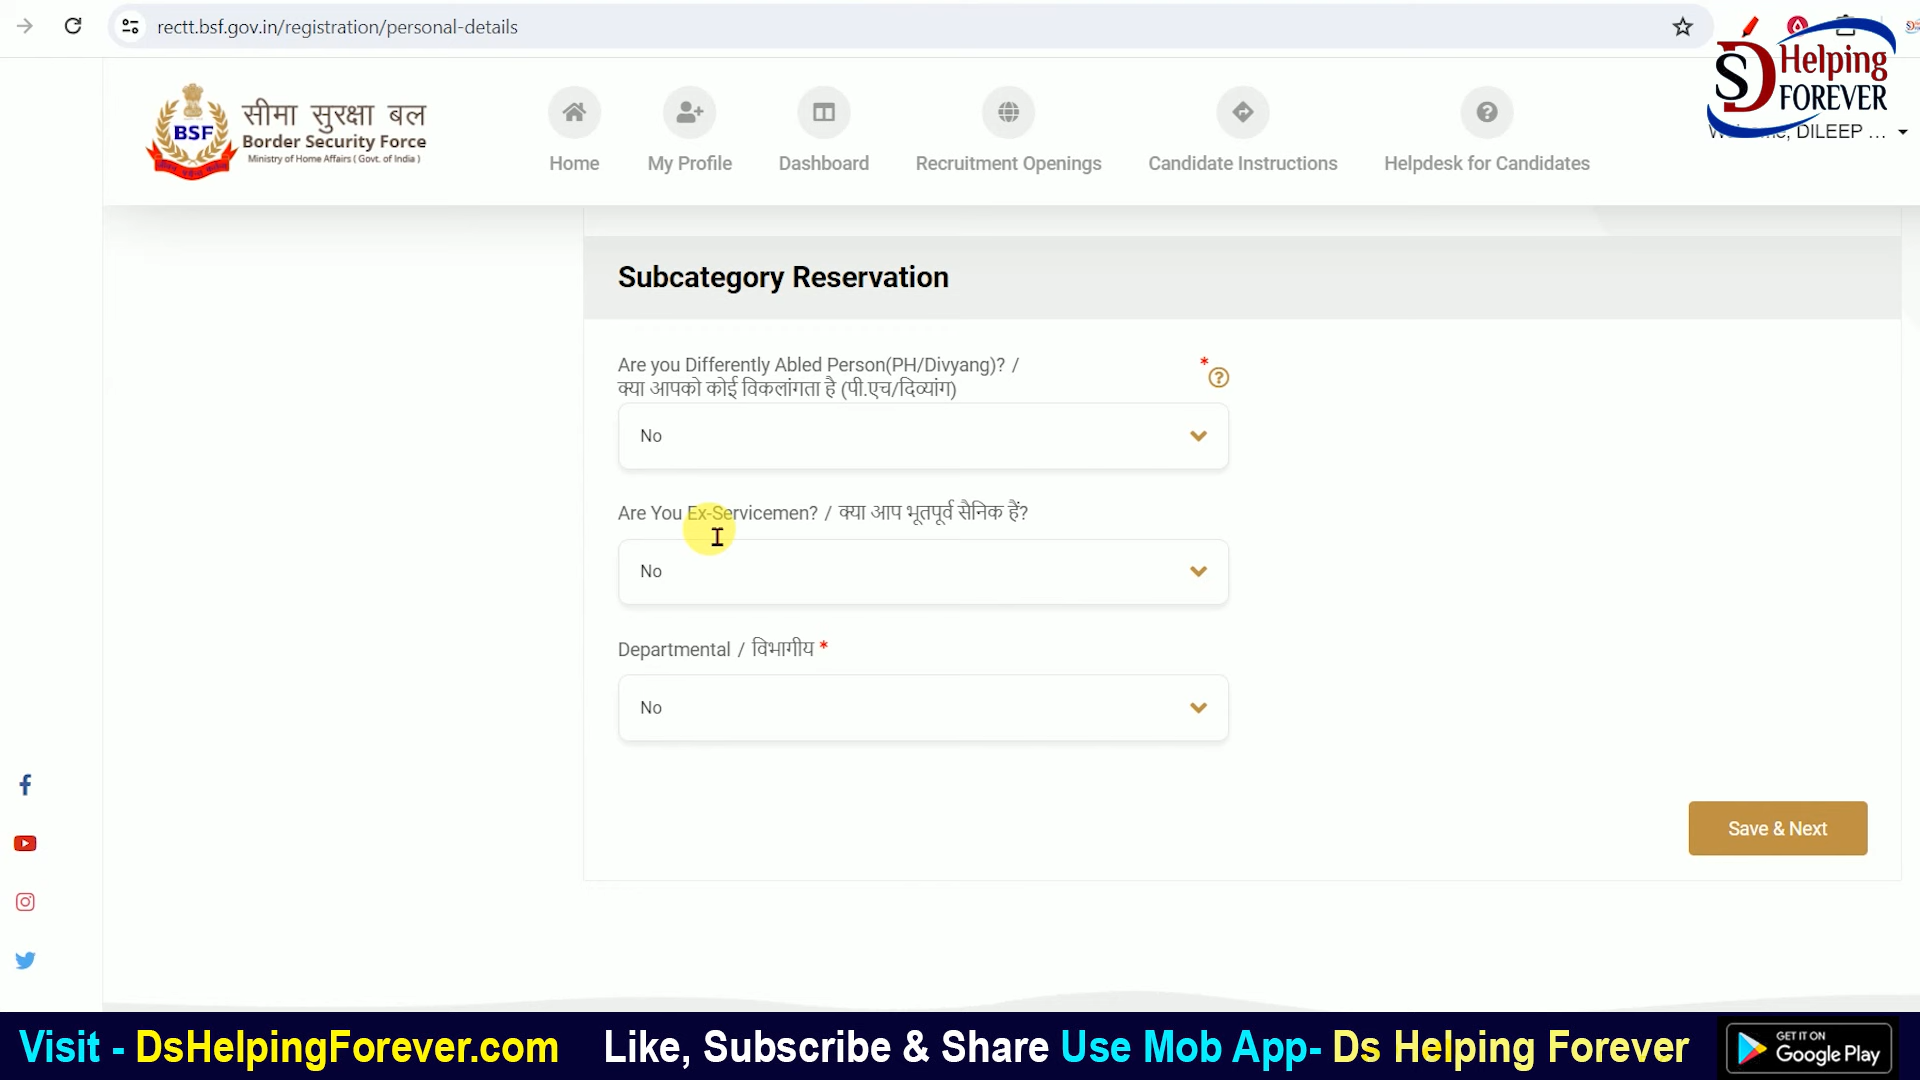 rectt.bsf.gov.in/registration/personal-details
DS Helping FOREVER
BSF
सीमा सुरक्षा बल
Border Security Force
Ministry of Home Affairs ( Govt. of India )
Home
My Profile
Dashboard
Recruitment Openings
Candidate Instructions
Helpdesk for Candidates
DILEEP ...
Subcategory Reservation
Are you Differently Abled Person(PH/Divyang)? / *
क्या आपको कोई विकलांगता है (पी.एच/दिव्यांग)
No
Are You Ex-Servicemen? / क्या आप भूतपूर्व सैनिक हैं?
No
Departmental / विभागीय *
No
Save & Next
Visit - DsHelpingForever.com Like, Subscribe & Share Use Mob App- Ds Helping Forever
GET IT ON
Google Play